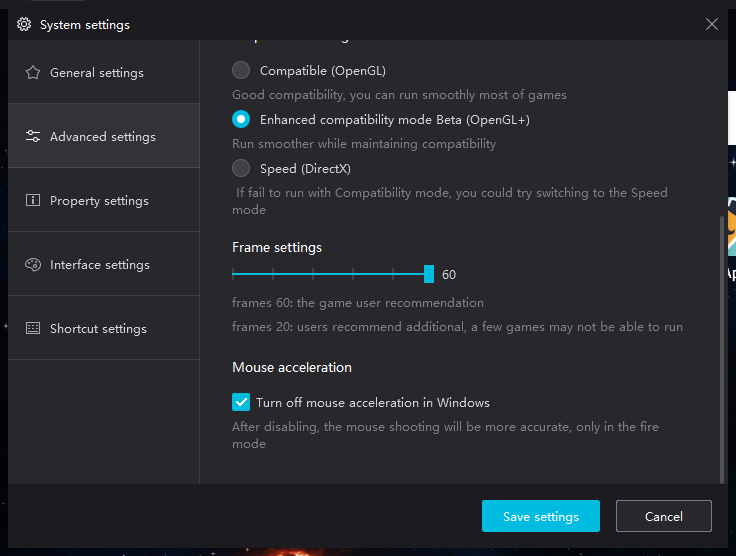 System settings
General settings
Advanced settings
Property settings
Interface settings
Shortcut settings
Compatible (OpenGL)
Good compatibility, you can run smoothly most of games
Enhanced compatibility mode Beta (OpenGL+)
Run smoother while maintaining compatibility
Speed (DirectX)
If fail to run with Compatibility mode, you could try switching to the Speed
mode
Frame settings
60
frames 60: the game user recommendation
frames 20: users recommend additional, a few games may not be able to run
Mouse acceleration
Turn off mouse acceleration in Windows
After disabling, the mouse shooting will be more accurate, only in the fire
mode
Save settings
Cancel